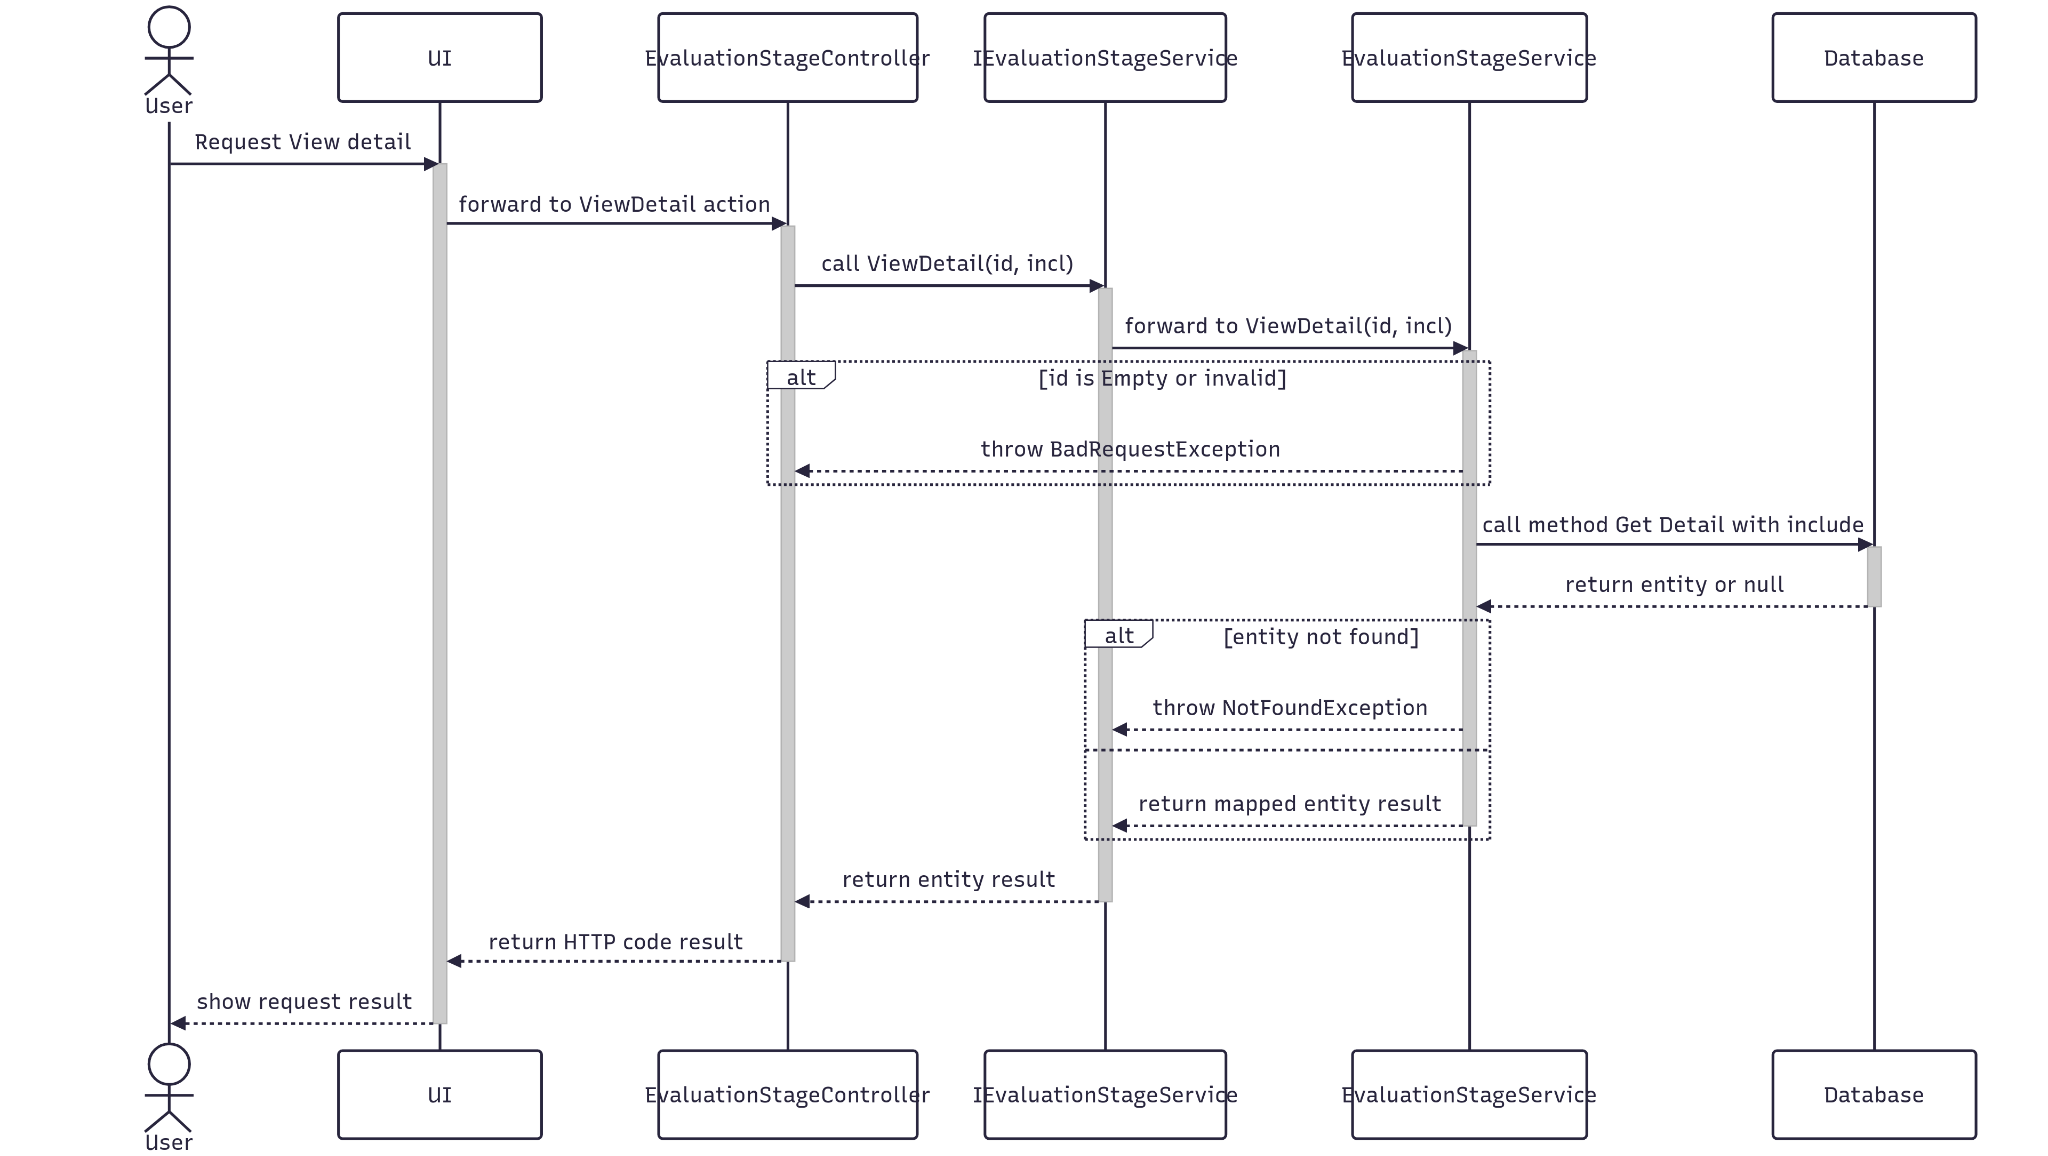 User
UI
EvaluationStageController
IEvaluationStageService
EvaluationStageService
Database
Request View detail
forward to ViewDetail action
call ViewDetail(id, incl)
forward to ViewDetail(id, incl)
alt
[id is Empty or invalid]
throw BadRequestException
call method Get Detail with include
return entity or null
alt
[entity not found]
throw NotFoundException
return mapped entity result
return entity result
return HTTP code result
show request result
User
UI
EvaluationStageController
IEvaluationStageService
EvaluationStageService
Database